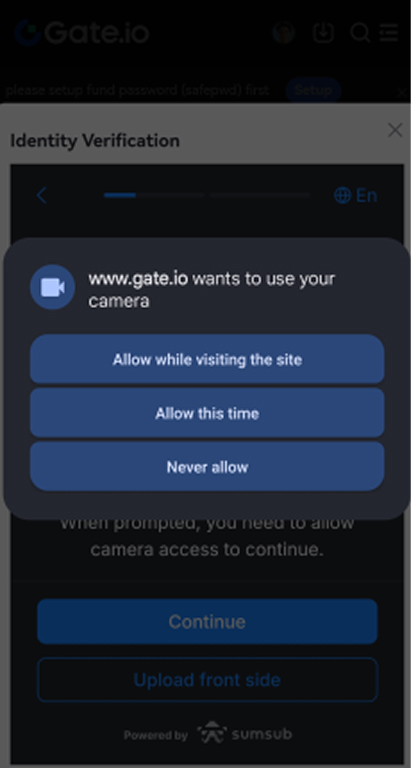 Gate.io
please setup fund password (safepwd) first Setup
Identity Verification
En
www.gate.io wants to use your
camera
Allow while visiting the site
Allow this time
Never allow
When prompted, you need to allow
camera access to continue.
Continue
Upload front side
Powered by sumsub